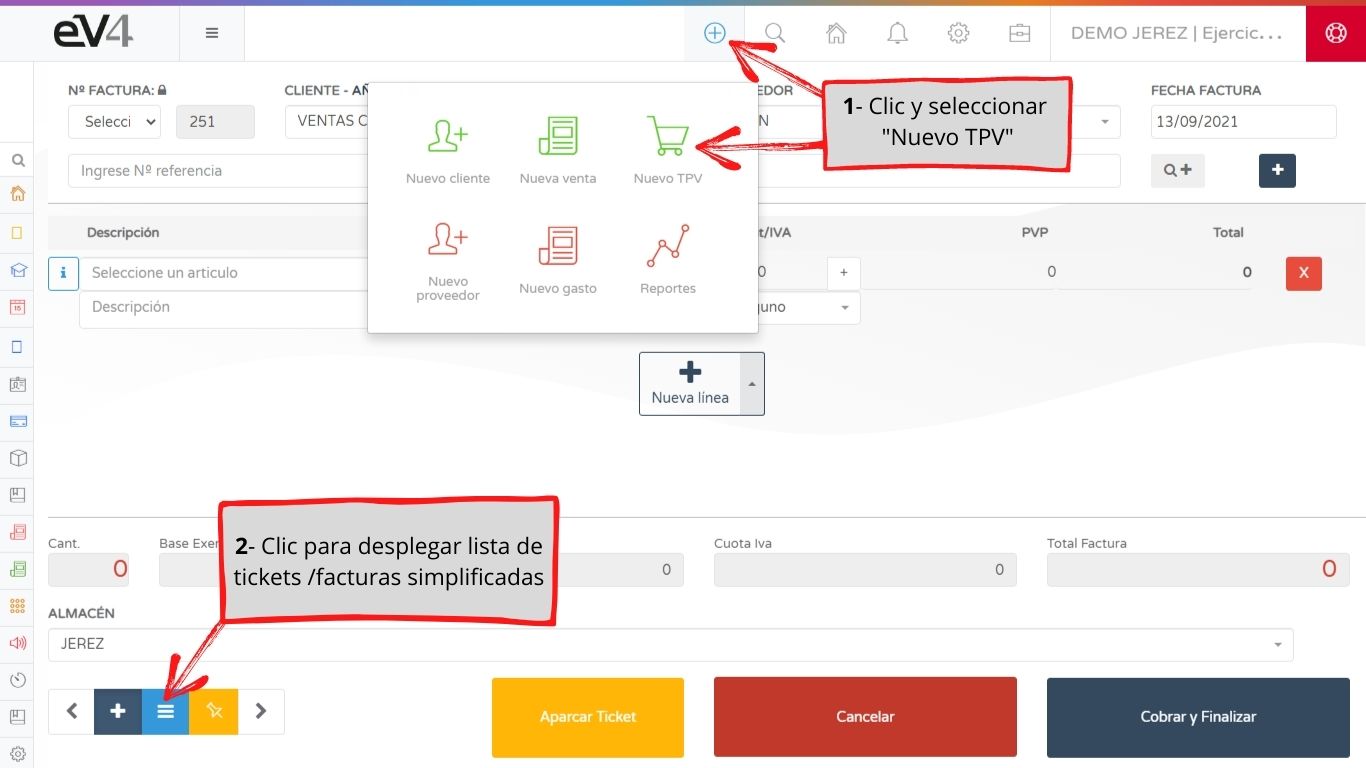 eV4
DEMO JEREZ | Ejercic...
Nº FACTURA:
CLIENTE - AÑ
EDOR
FECHA FACTURA
Selecci
251
VENTAS C
N
13/09/2021
Ingrese Nº referencia
1- Clic y seleccionar
"Nuevo TPV"
Nuevo cliente
Nueva venta
Nuevo TPV
Nuevo
proveedor
Nuevo gasto
Reportes
Descripción
t/IVA
PVP
Total
i
Seleccione un articulo
0
+
0
0
X
Descripción
uno
15
Nueva línea
2- Clic para desplegar lista de
tickets /facturas simplificadas
Cant.
Base Exe
Cuota Iva
Total Factura
0
0
0
0
ALMACÉN
JEREZ
Aparcar Ticket
Cancelar
Cobrar y Finalizar